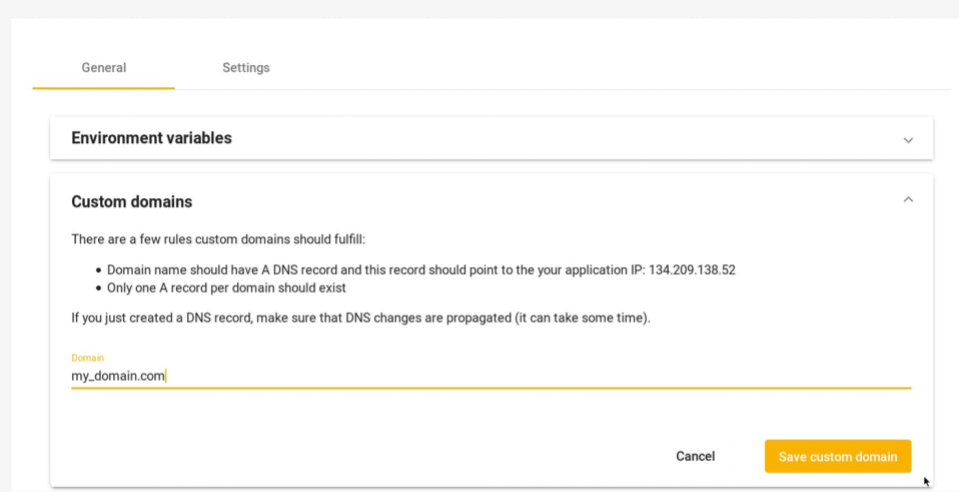 General
Settings
Environment variables
Custom domains
There are a few rules custom domains should fulfill:
• Domain name should have A DNS record and this record should point to the your application IP: 134.209.138.52
• Only one A record per domain should exist
If you just created a DNS record, make sure that DNS changes are propagated (it can take some time).
Domain
my_domain.com
Cancel
Save custom domain